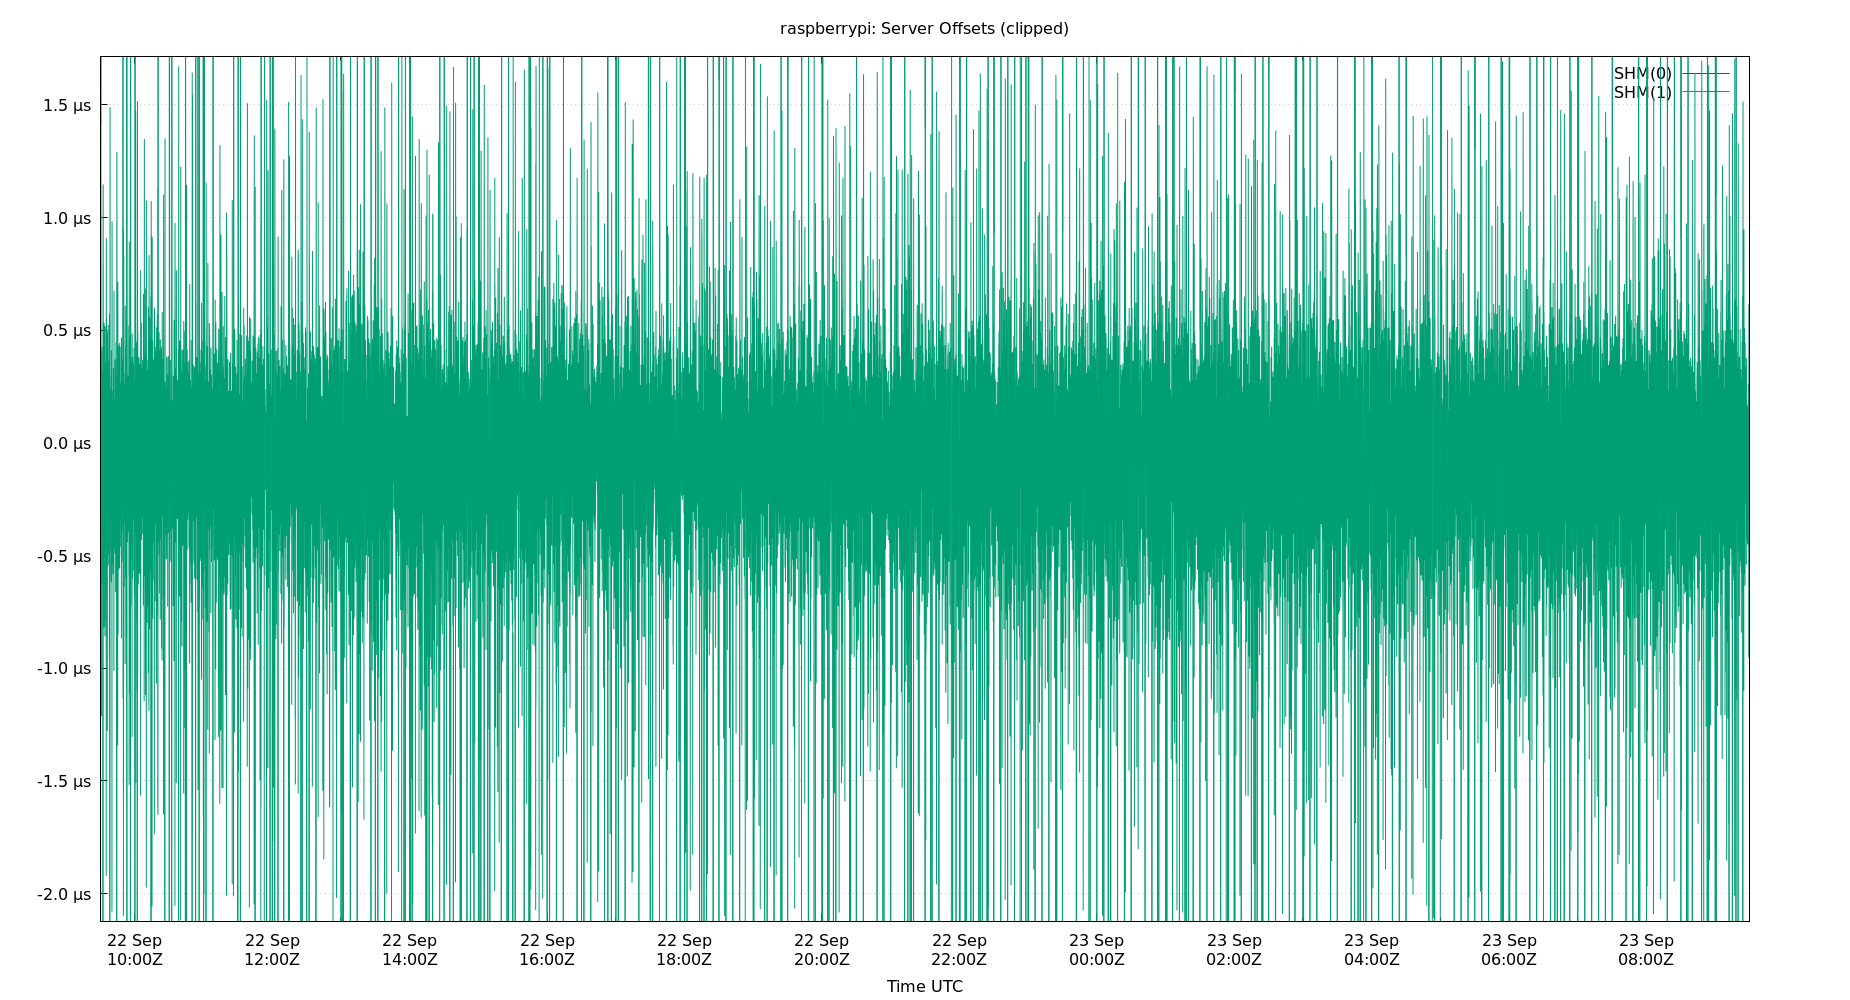 raspberrypi: Server Offsets (clipped)
SHM(0)
SHM(1)
1.5 µs
1.0 µs
0.5 µs
0.0 µs
-0.5 µs
-1.0 µs
-1.5 µs
-2.0 µs
22 Sep 22 Sep 22 Sep 22 Sep 22 Sep 22 Sep 22 Sep 23 Sep 23 Sep 23 Sep 23 Sep 23 Sep
10:00Z 12:00Z 14:00Z 16:00Z 18:00Z 20:00Z 22:00Z 00:00Z 02:00Z 04:00Z 06:00Z 08:00Z
Time UTC